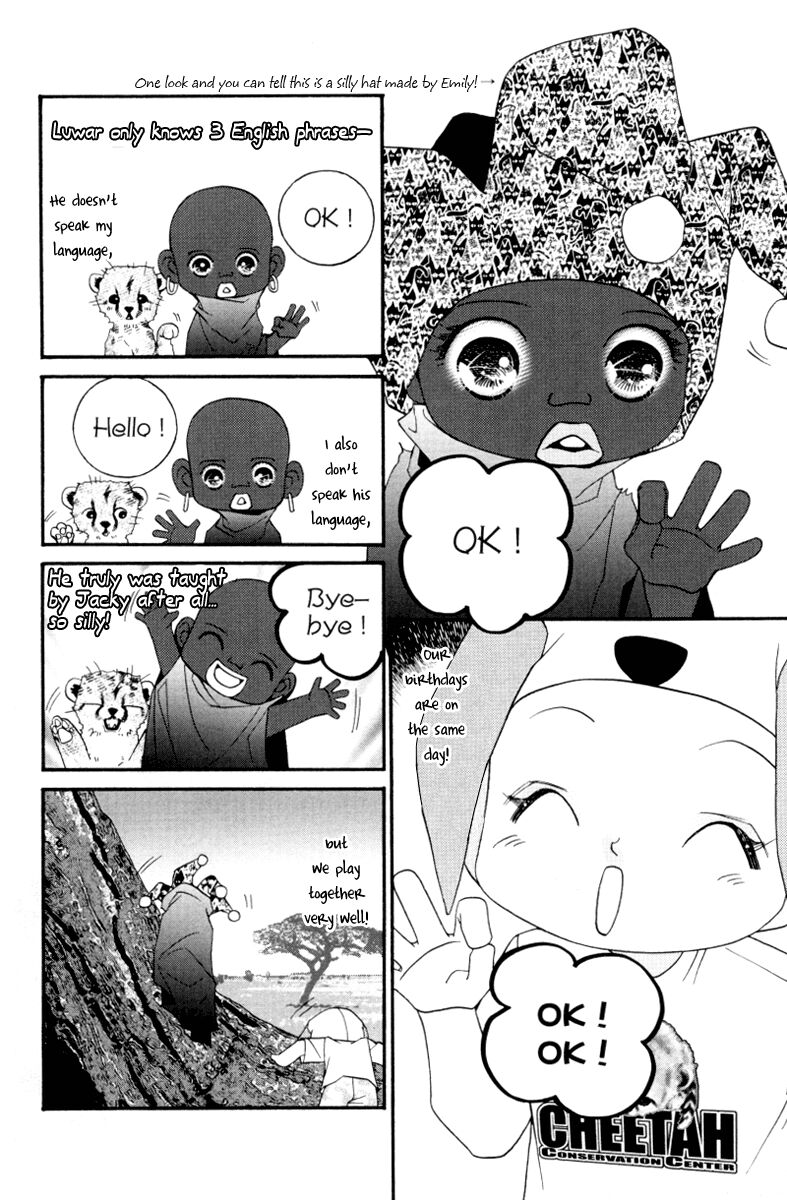 One look and you can tell this is a silly hat made by Emily! →
Luwar only knows 3 English phrases—
He doesn't
speak my
language,
OK !
Hello !
I also
don't
speak his
language,
He truly was taught
by Jacky after all...
so silly!
Bye-
bye !
but
we play
together
very well!
OK !
Our
birthdays
are on
the same
day!
OK !
OK !
CHEETAH
CONSERVATION CENTER